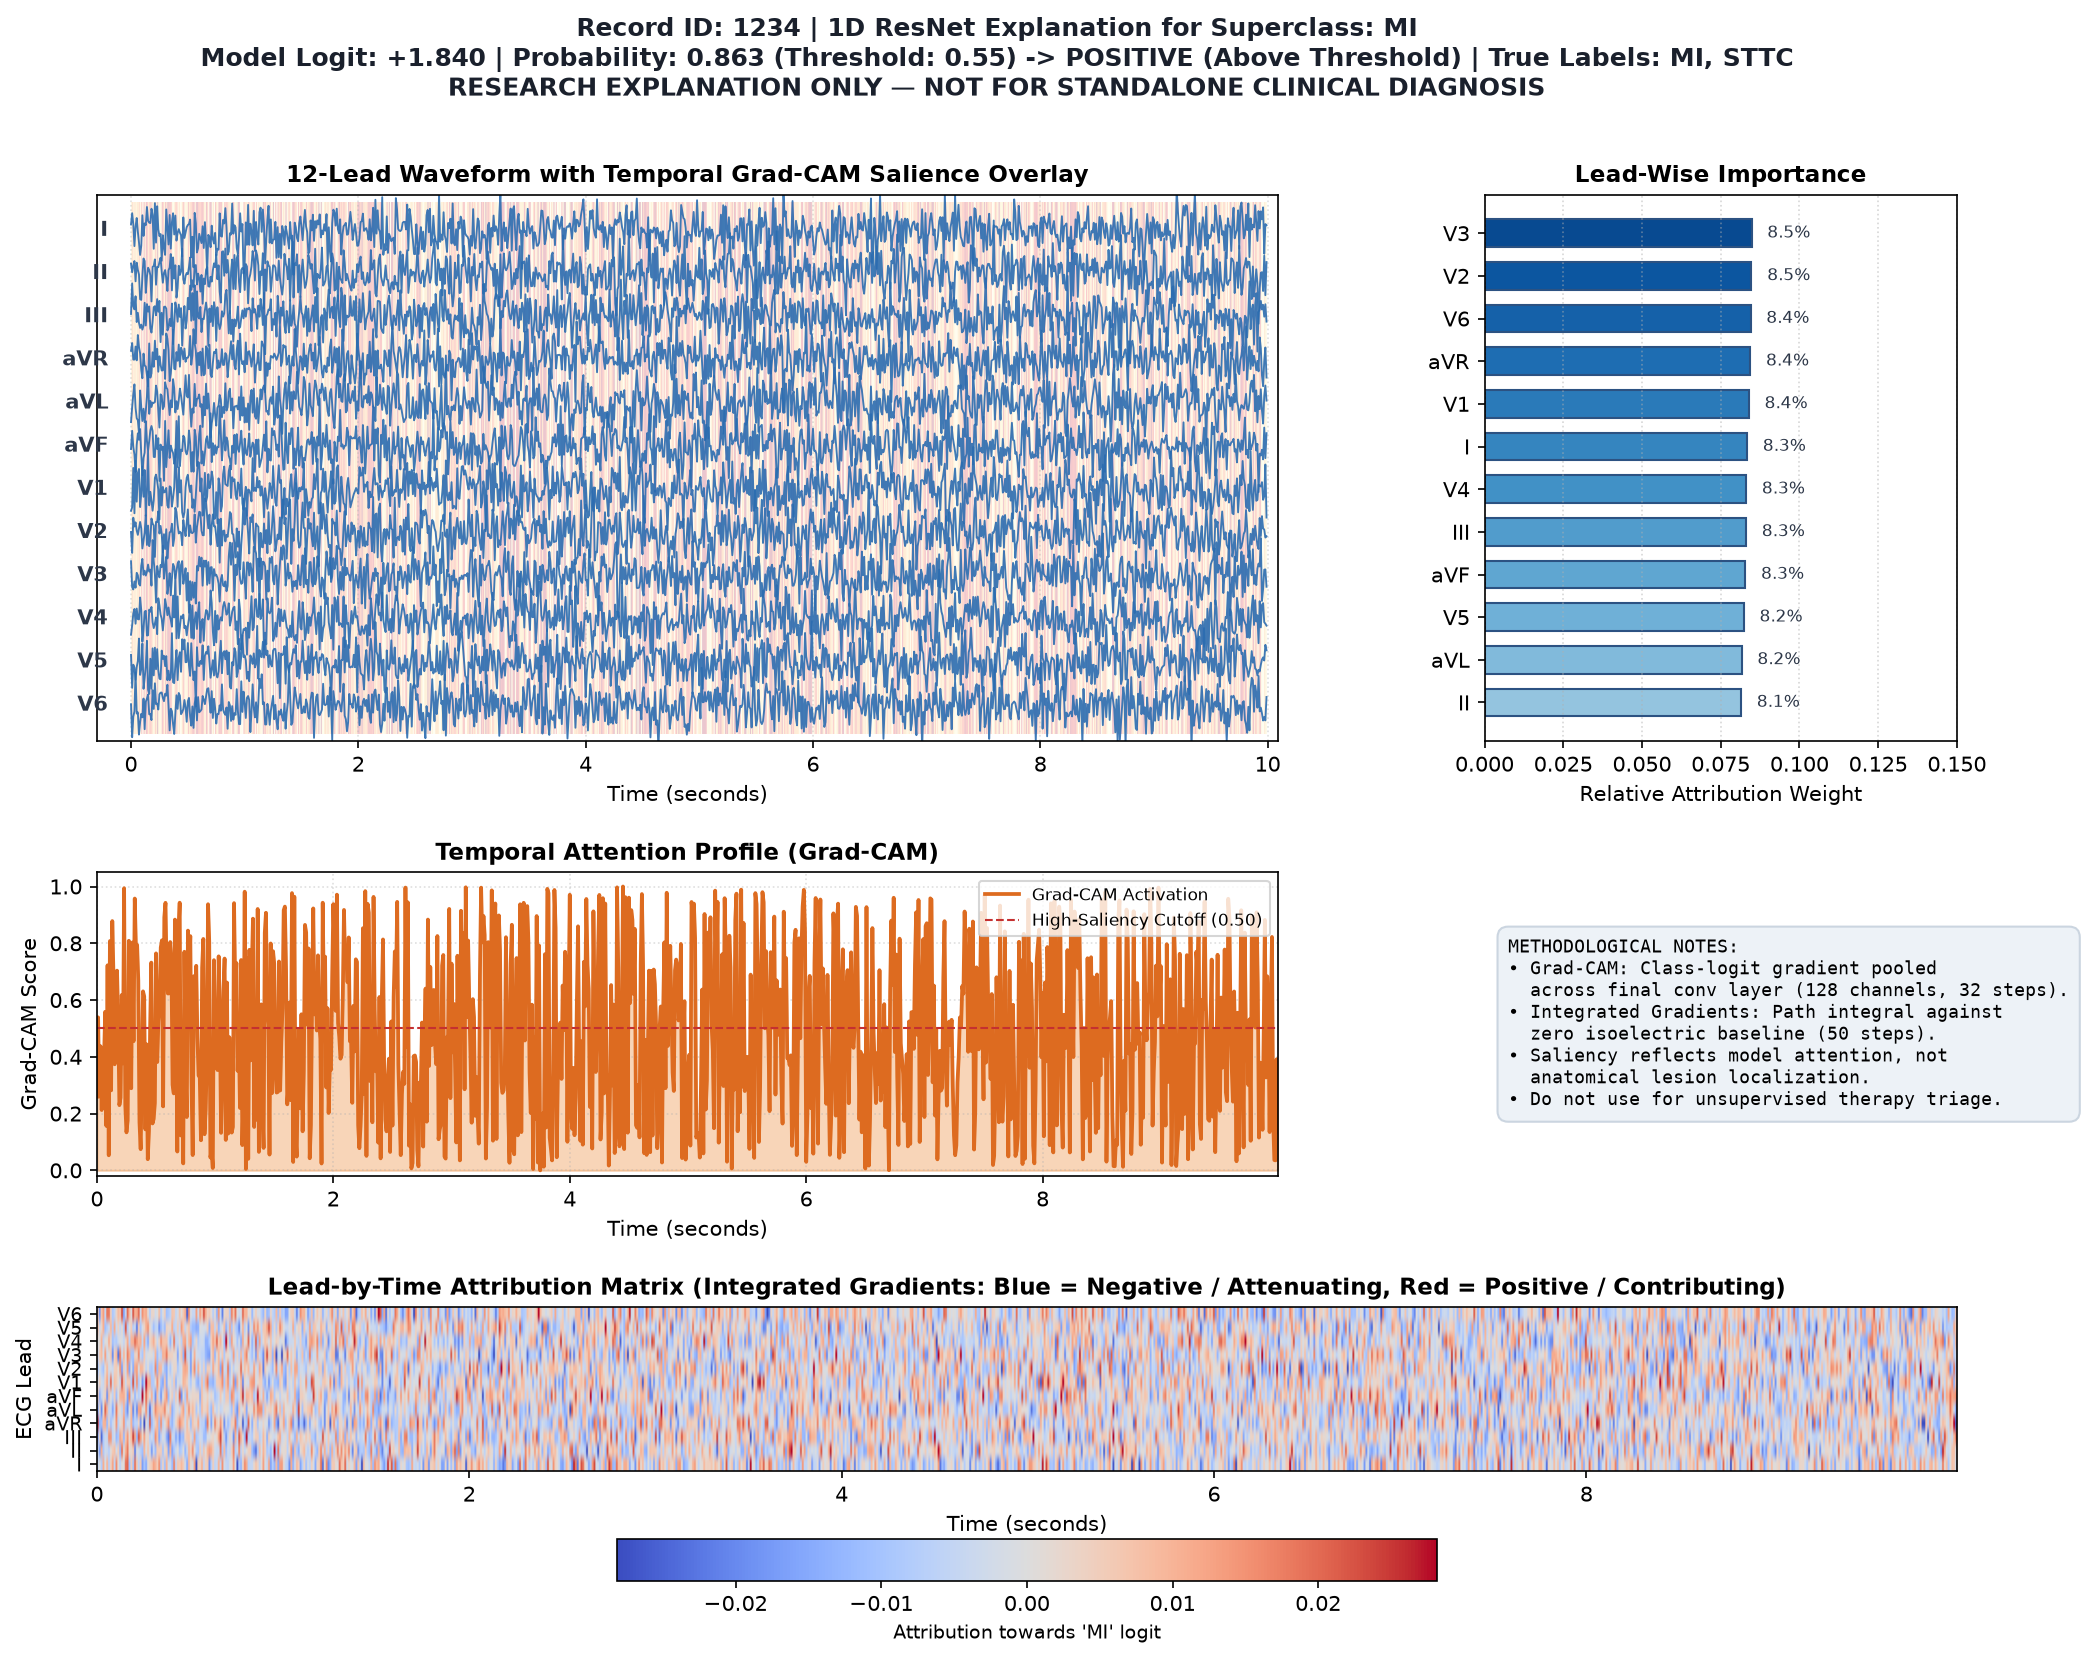 Record ID: 1234 | 1D ResNet Explanation for Superclass: MI
Model Logit: +1.840 | Probability: 0.863 (Threshold: 0.55) -> POSITIVE (Above Threshold) | True Labels: MI, STTC
RESEARCH EXPLANATION ONLY — NOT FOR STANDALONE CLINICAL DIAGNOSIS
12-Lead Waveform with Temporal Grad-CAM Salience Overlay
I
II
III
aVR
aVL
aVF
V1
V2
V3
V4
V5
V6
0 2 4 6 8 10
Time (seconds)
Lead-Wise Importance
V3 8.5%
V2 8.5%
V6 8.4%
aVR 8.4%
V1 8.4%
I 8.3%
V4 8.3%
III 8.3%
aVF 8.3%
V5 8.2%
aVL 8.2%
II 8.1%
0.000 0.025 0.050 0.075 0.100 0.125 0.150
Relative Attribution Weight
Temporal Attention Profile (Grad-CAM)
Grad-CAM Score
1.0
0.8
0.6
0.4
0.2
0.0
Grad-CAM Activation
High-Saliency Cutoff (0.50)
0 2 4 6 8
Time (seconds)
METHODOLOGICAL NOTES:
• Grad-CAM: Class-logit gradient pooled
across final conv layer (128 channels, 32 steps).
• Integrated Gradients: Path integral against
zero isoelectric baseline (50 steps).
• Saliency reflects model attention, not
anatomical lesion localization.
• Do not use for unsupervised therapy triage.
Lead-by-Time Attribution Matrix (Integrated Gradients: Blue = Negative / Attenuating, Red = Positive / Contributing)
ECG Lead
V6
V5
V4
V3
V2
V1
aVF
aVL
aVR
III
II
I
0 2 4 6 8
Time (seconds)
−0.02 −0.01 0.00 0.01 0.02
Attribution towards 'MI' logit